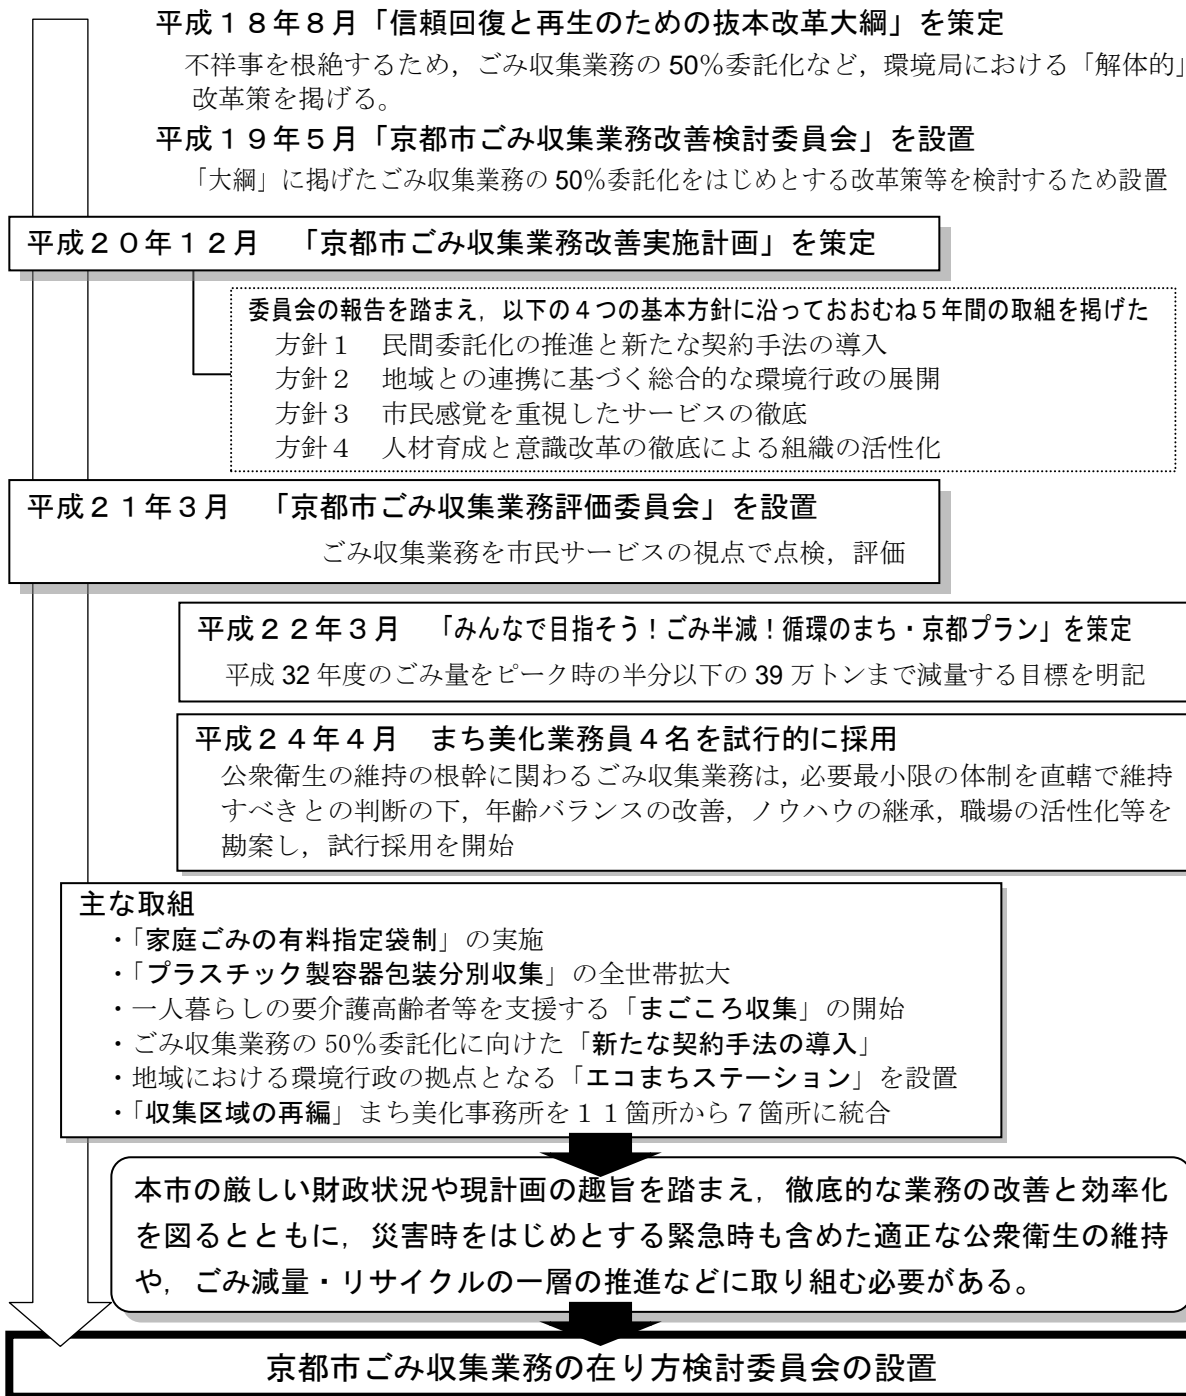 平成１８年８月「信頼回復と再生のための抜本改革大綱」を策定
不祥事を根絶するため，ごみ収集業務の 50％委託化など，環境局における「解体的」
改革策を掲げる。
平成１９年５月「京都市ごみ収集業務改善検討委員会」を設置
「大綱」に掲げたごみ収集業務の 50％委託化をはじめとする改革策等を検討するため設置
平成２０年１２月　「京都市ごみ収集業務改善実施計画」を策定
委員会の報告を踏まえ，以下の４つの基本方針に沿っておおむね５年間の取組を掲げた
方針１　民間委託化の推進と新たな契約手法の導入
方針２　地域との連携に基づく総合的な環境行政の展開
方針３　市民感覚を重視したサービスの徹底
方針４　人材育成と意識改革の徹底による組織の活性化
平成２１年３月　「京都市ごみ収集業務評価委員会」を設置
ごみ収集業務を市民サービスの視点で点検，評価
平成２２年３月　「みんなで目指そう！ごみ半減！循環のまち・京都プラン」を策定
平成 32 年度のごみ量をピーク時の半分以下の 39 万トンまで減量する目標を明記
平成２４年４月　まち美化業務員４名を試行的に採用
公衆衛生の維持の根幹に関わるごみ収集業務は，必要最小限の体制を直轄で維持
すべきとの判断の下，年齢バランスの改善，ノウハウの継承，職場の活性化等を
勘案し，試行採用を開始
主な取組
・「家庭ごみの有料指定袋制」の実施
・「プラスチック製容器包装分別収集」の全世帯拡大
・一人暮らしの要介護高齢者等を支援する「まごころ収集」の開始
・ごみ収集業務の 50％委託化に向けた「新たな契約手法の導入」
・地域における環境行政の拠点となる「エコまちステーション」を設置
・「収集区域の再編」まち美化事務所を１１箇所から７箇所に統合
本市の厳しい財政状況や現計画の趣旨を踏まえ，徹底的な業務の改善と効率化
を図るとともに，災害時をはじめとする緊急時も含めた適正な公衆衛生の維持
や，ごみ減量・リサイクルの一層の推進などに取り組む必要がある。
京都市ごみ収集業務の在り方検討委員会の設置